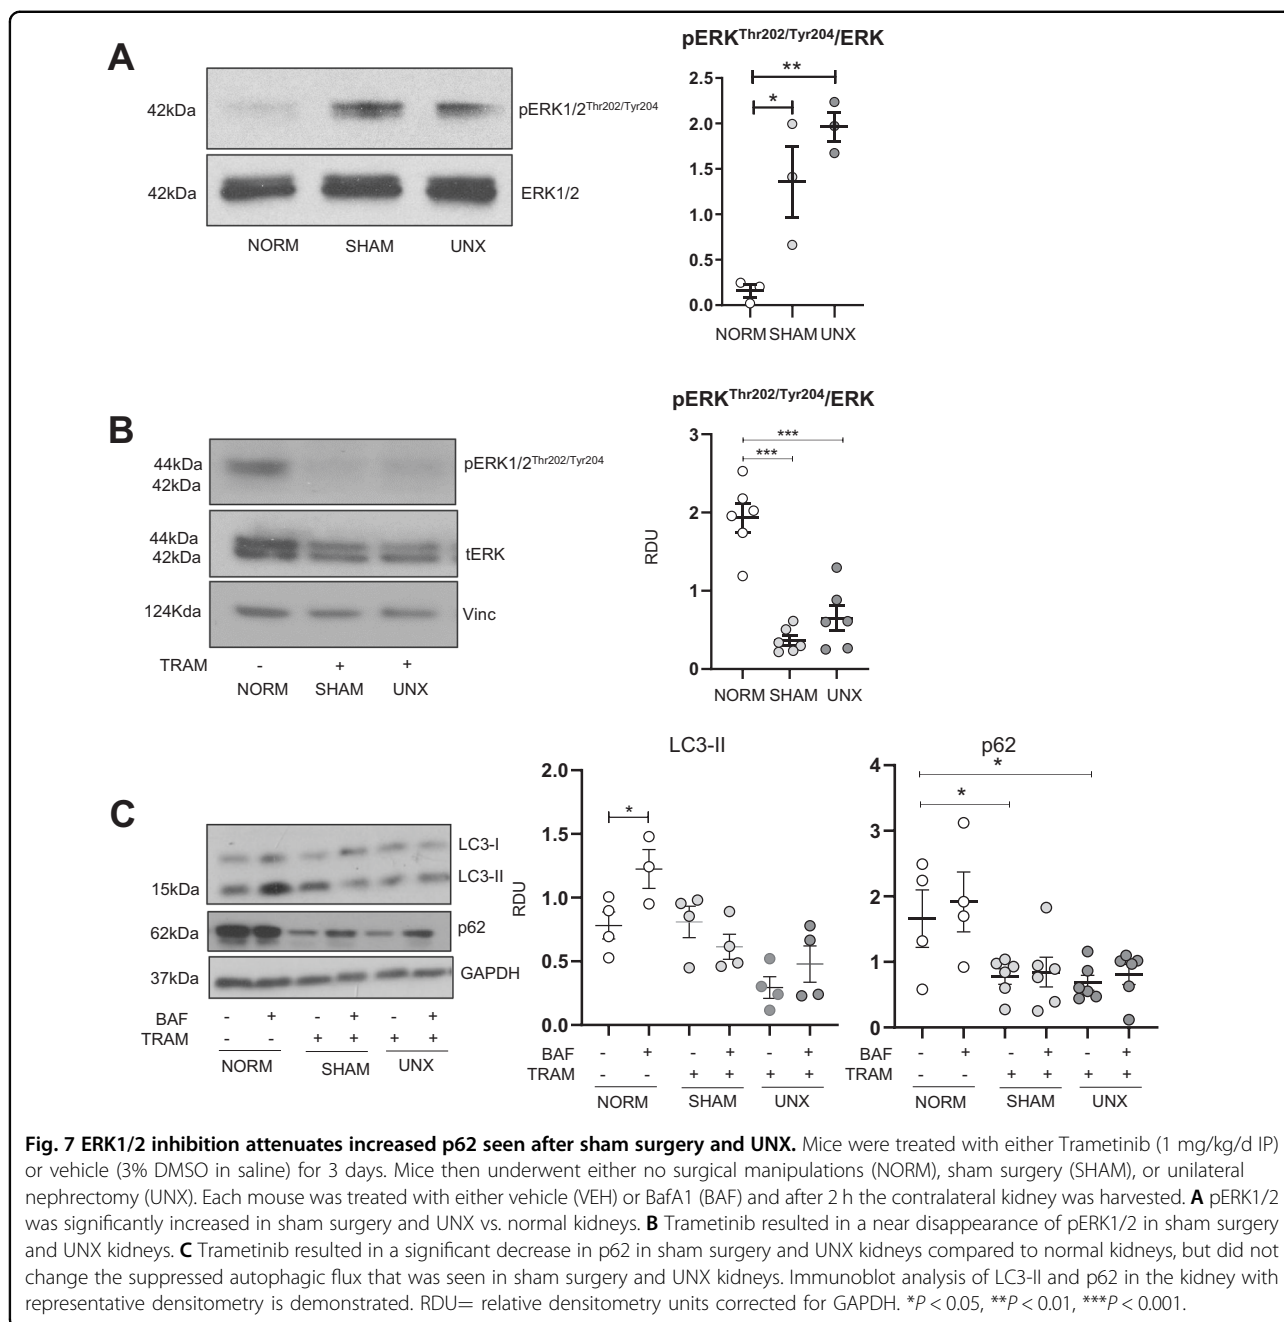 A
42kDa
pERK1/2Thr202/Tyr204
42kDa
ERK1/2
NORM SHAM UNX
pERKThr202/Tyr204/ERK
**
*
2.5
2.0
1.5
1.0
0.5
0.0
NORM SHAM UNX
B
44kDa
42kDa
pERK1/2Thr202/Tyr204
44kDa
42kDa
tERK
124Kda
Vinc
TRAM - + +
NORM SHAM UNX
pERKThr202/Tyr204/ERK
***
***
3
2
1
0
RDU
NORM SHAM UNX
C
LC3-I
LC3-II
15kDa
62kDa
p62
37kDa
GAPDH
BAF - + - + - +
TRAM - - + + + +
NORM SHAM UNX
LC3-II
*
2.0
1.5
1.0
0.5
0.0
RDU
BAF - + - + - +
TRAM - - + + + +
NORM SHAM UNX
p62
*
*
4
3
2
1
0
BAF - + - + - +
TRAM - - + + + +
NORM SHAM UNX
Fig. 7 ERK1/2 inhibition attenuates increased p62 seen after sham surgery and UNX. Mice were treated with either Trametinib (1 mg/kg/d IP)
or vehicle (3% DMSO in saline) for 3 days. Mice then underwent either no surgical manipulations (NORM), sham surgery (SHAM), or unilateral
nephrectomy (UNX). Each mouse was treated with either vehicle (VEH) or BafA1 (BAF) and after 2 h the contralateral kidney was harvested. A pERK1/2
was significantly increased in sham surgery and UNX vs. normal kidneys. B Trametinib resulted in a near disappearance of pERK1/2 in sham surgery
and UNX kidneys. C Trametinib resulted in a significant decrease in p62 in sham surgery and UNX kidneys compared to normal kidneys, but did not
change the suppressed autophagic flux that was seen in sham surgery and UNX kidneys. Immunoblot analysis of LC3-II and p62 in the kidney with
representative densitometry is demonstrated. RDU= relative densitometry units corrected for GAPDH. *P < 0.05, **P < 0.01, ***P < 0.001.